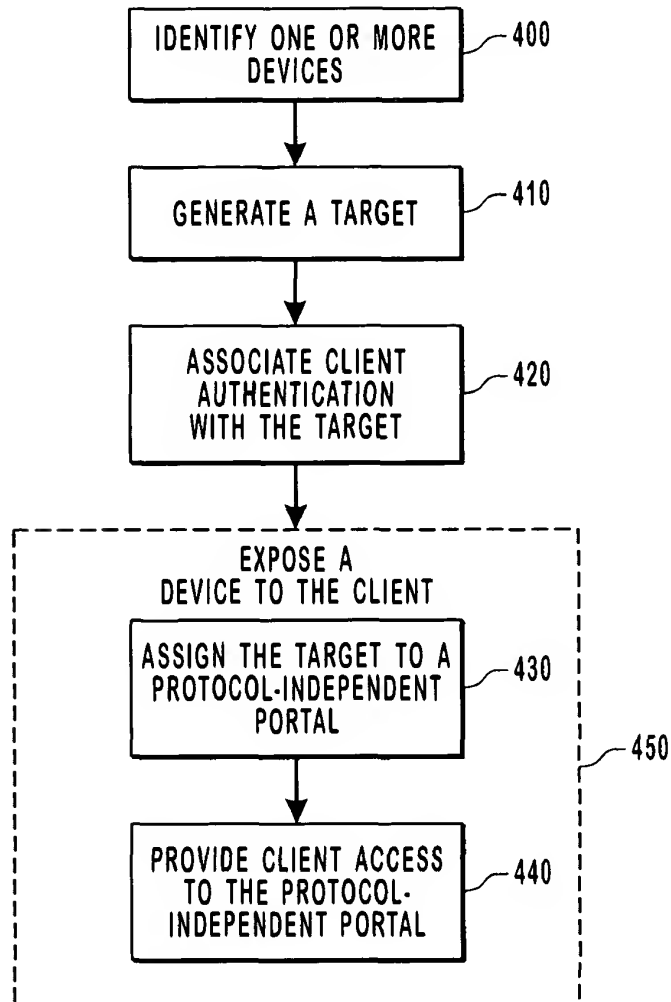 IDENTIFY ONE OR MORE
DEVICES
400
GENERATE A TARGET
410
ASSOCIATE CLIENT
AUTHENTICATION
WITH THE TARGET
420
EXPOSE A
DEVICE TO THE CLIENT
ASSIGN THE TARGET TO A
PROTOCOL-INDEPENDENT
PORTAL
430
450
PROVIDE CLIENT ACCESS
TO THE PROTOCOL-
INDEPENDENT PORTAL
440